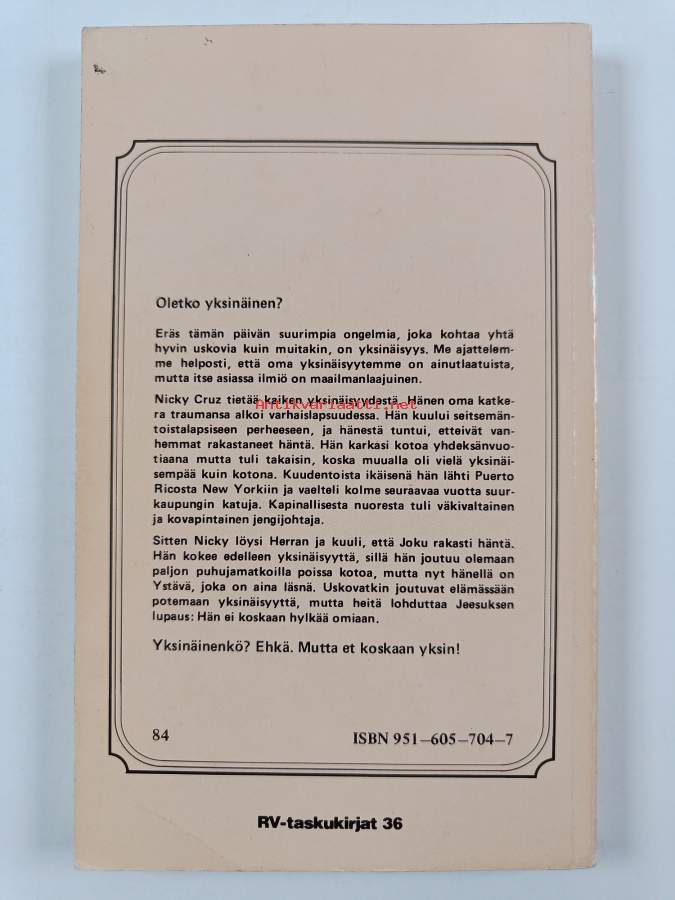 Oletko yksinäinen?
Eräs tämän päivän suurimpia ongelmia, joka kohtaa yhtä
hyvin uskovia kuin muitakin, on yksinäisyys. Me ajattelem-
me helposti, että oma yksinäisyytemme on ainutlaatuista,
mutta itse asiassa ilmiö on maailmanlaajuinen.
Nicky Cruz tietää kaiken yksinäisyydestä. Hänen oma katke-
Antikvariaatti.net
ra traumansa alkoi varhaislapsuudessa. Hän kuului seitsemän-
toistalapsiseen perheeseen, ja hänestä tuntui, etteivät van-
hemmat rakastaneet häntä. Hän karkasi kotoa yhdeksänvuo-
tiaana mutta tuli takaisin, koska muualla oli vielä yksinäi-
sempää kuin kotona. Kuudentoista ikäisenä hän lähti Puerto
Ricosta New Yorkiin ja vaelteli kolme seuraavaa vuotta suur-
kaupungin katuja. Kapinallisesta nuoresta tuli väkivaltainen
ja kovapintainen jengijohtaja.
Sitten Nicky löysi Herran ja kuuli, että Joku rakasti häntä.
Hän kokee edelleen yksinäisyyttä, sillä hän joutuu olemaan
paljon puhujamatkoilla poissa kotoa, mutta nyt hänellä on
Ystävä, joka on aina läsnä. Uskovatkin joutuvat elämässään
potemaan yksinäisyyttä, mutta heitä lohduttaa Jeesuksen
lupaus: Hän ei koskaan hylkää omiaan.
Yksinäinenkö? Ehkä. Mutta et koskaan yksin!
84
ISBN 951–605–704–7
RV-taskukirjat 36